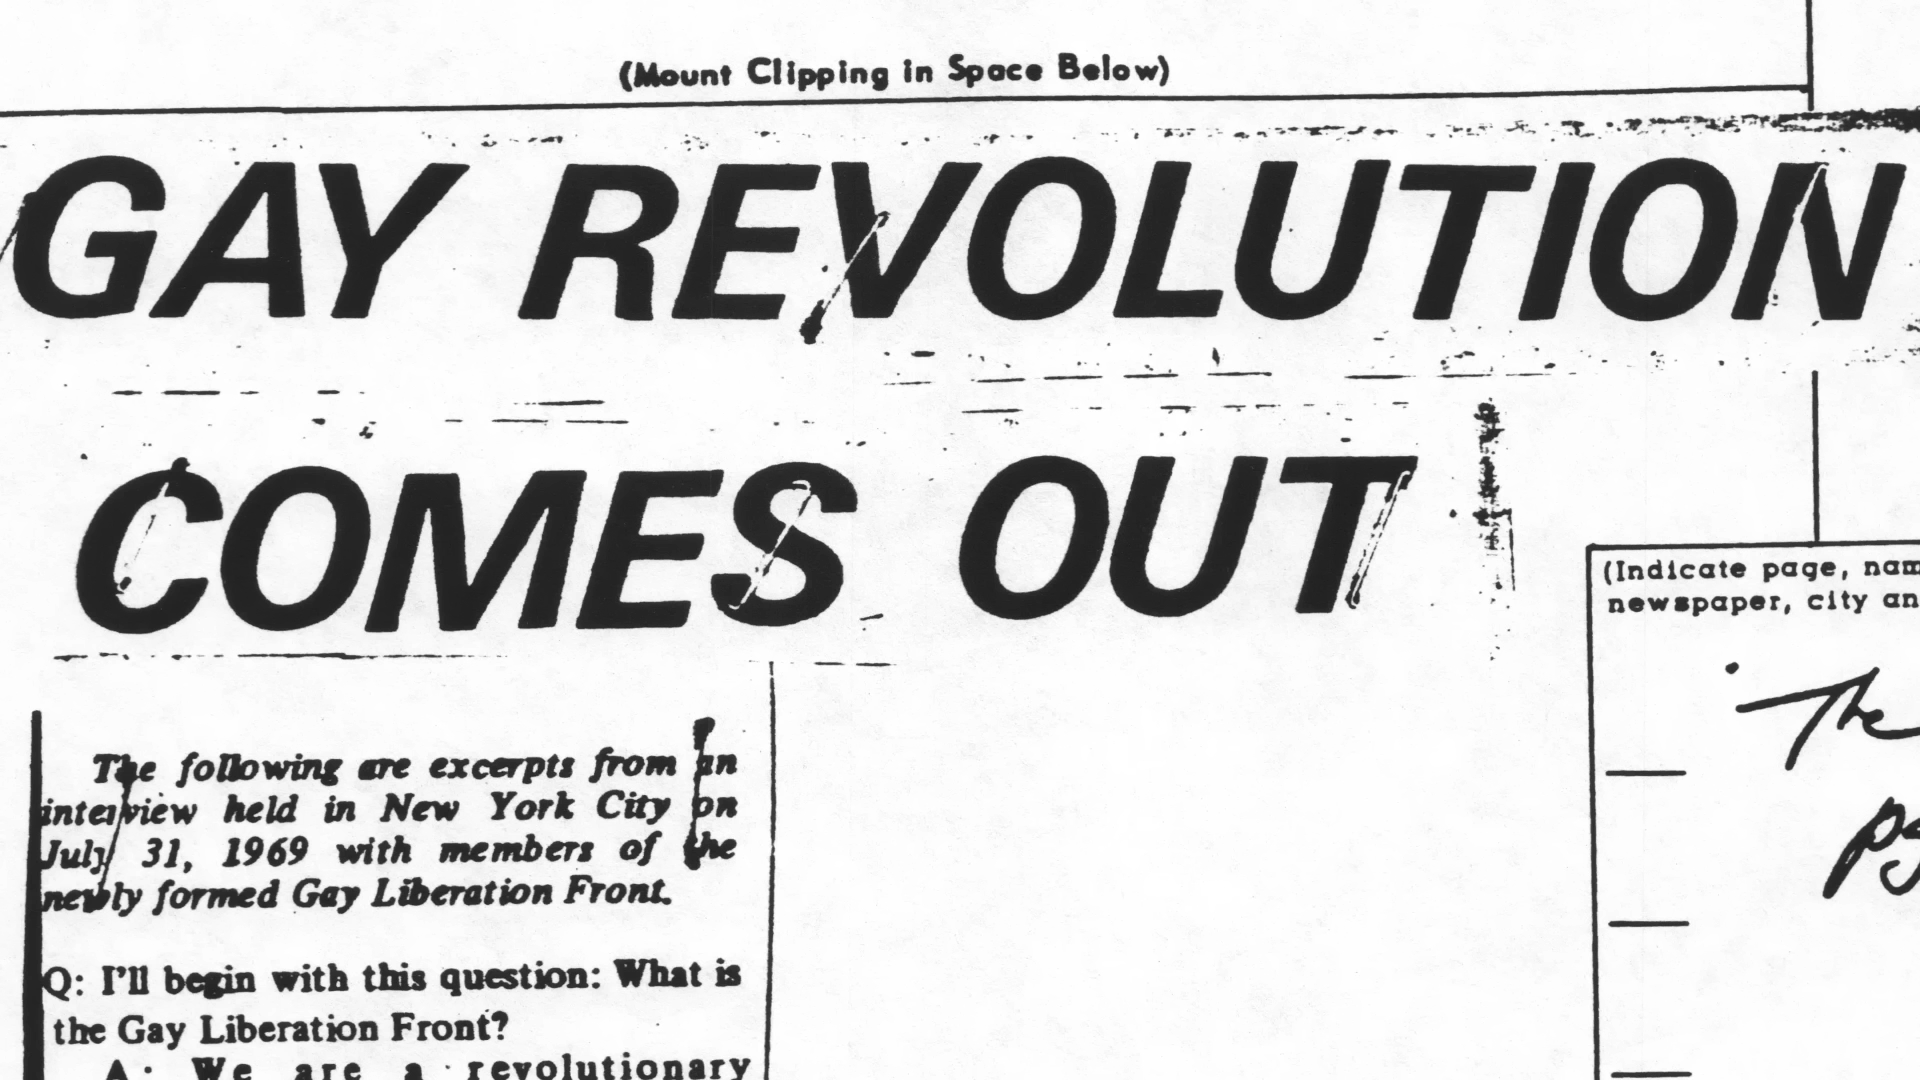 (Mount Clipping in Space Below)
GAY REVOLUTION
COMES OUT
The following are excerpts from an
interview held in New York City on
July 31, 1969 with members of the
newly formed Gay Liberation Front.
Q: I'll begin with this question: What is
the Gay Liberation Front?
A: We are a revolutionary
(Indicate page, nam
newspaper, city an
The
pg